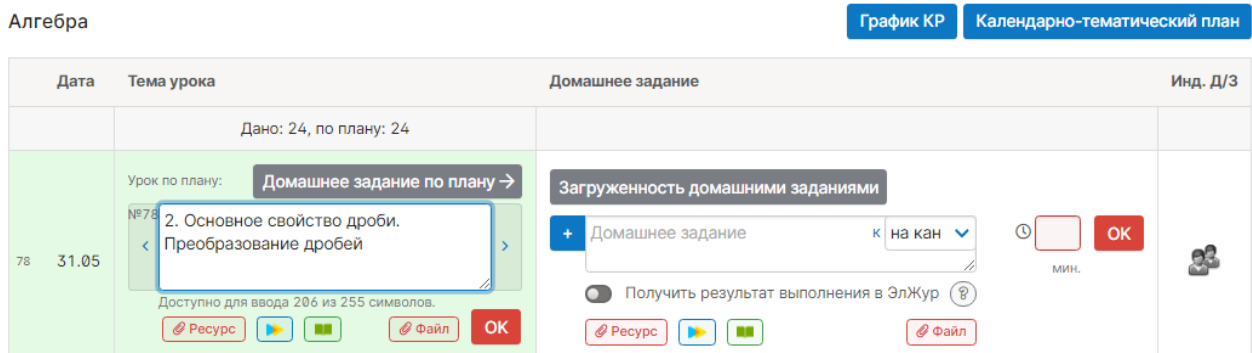 Алгебра
График КР
Календарно-тематический план
Дата
Тема урока
Домашнее задание
Инд. Д/З
Дано: 24, по плану: 24
Урок по плану:
Домашнее задание по плану →
Загруженность домашними заданиями
78
31.05
№78
2. Основное свойство дроби.
Преобразование дробей
Доступно для ввода 206 из 255 символов.
Ресурс
Файл
OK
+
Домашнее задание
к
на кан
OK
мин.
Получить результат выполнения в ЭлЖур
?
Ресурс
Файл